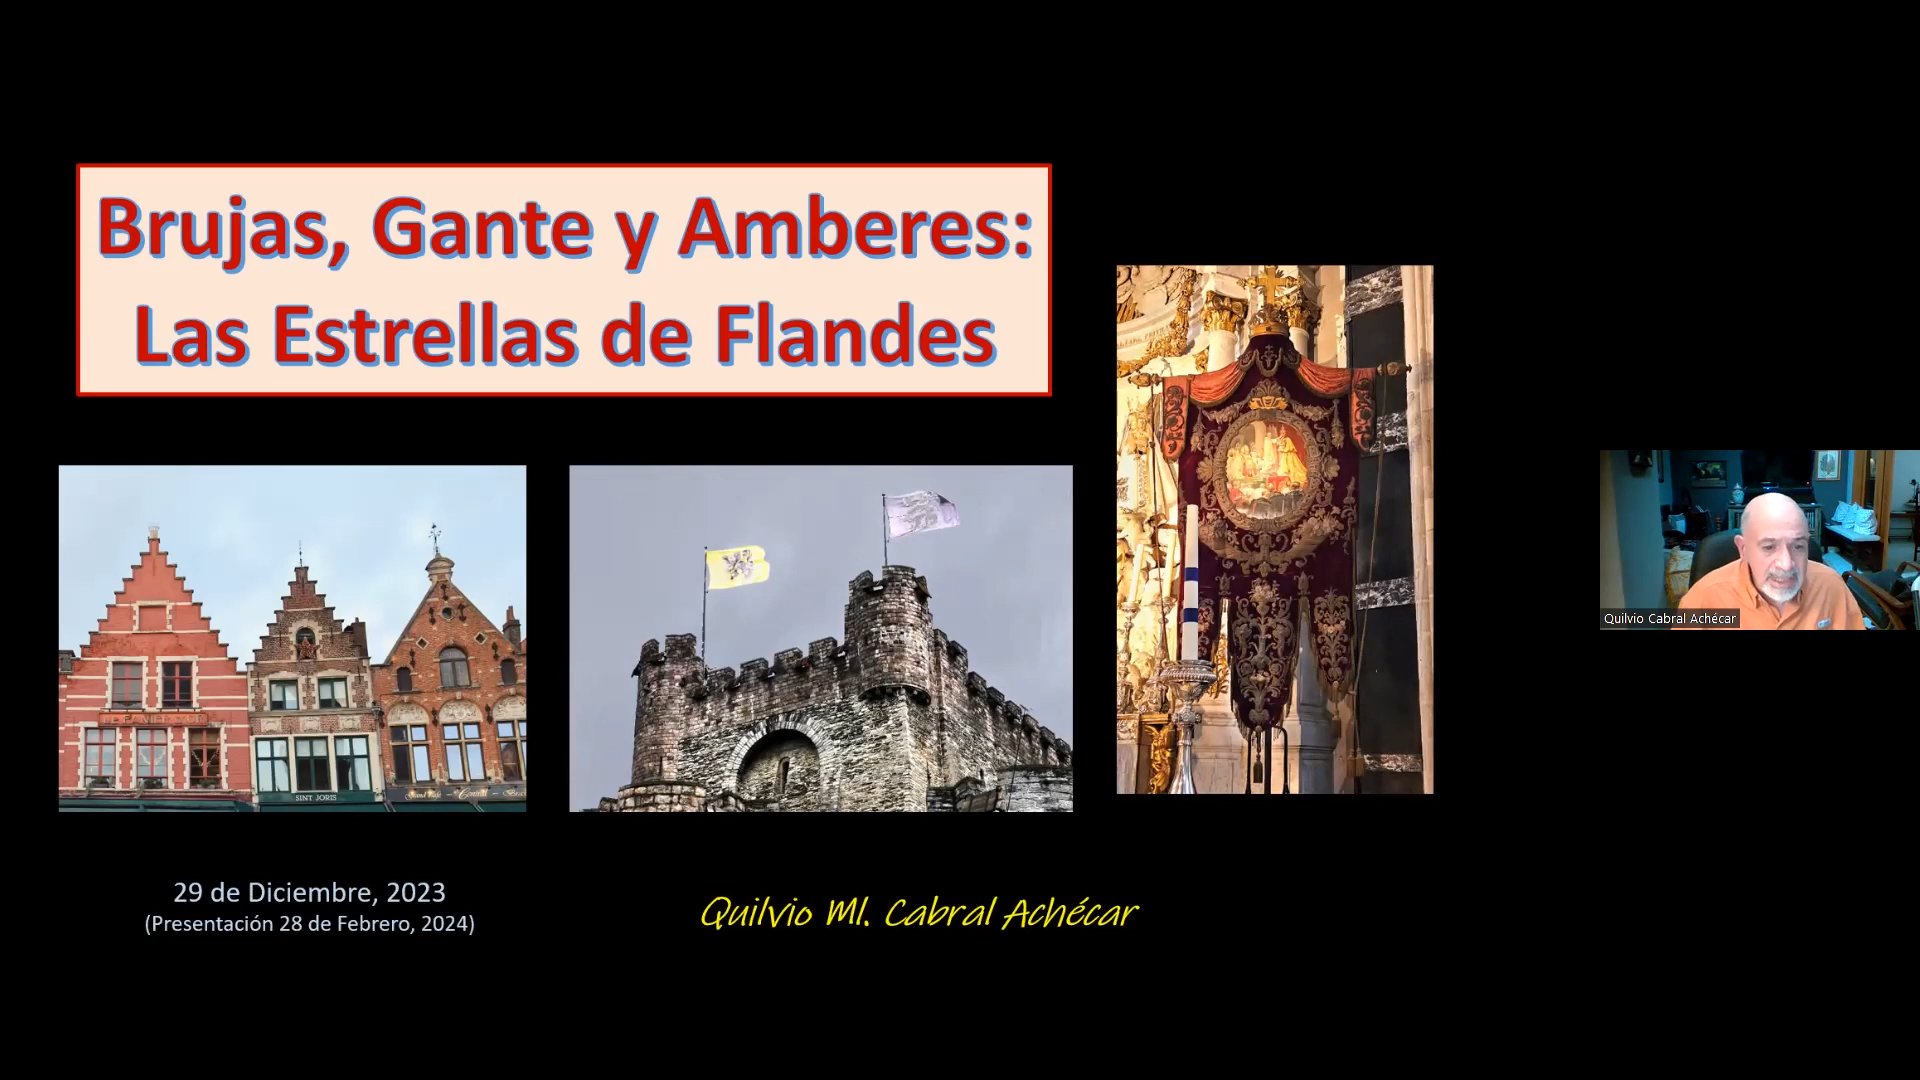 Brujas, Gante y Amberes:
Las Estrellas de Flandes
SINT JORIS
29 de Diciembre, 2023
(Presentación 28 de Febrero, 2024)
Quilvio Ml. Cabral Achécar
Quilvio Cabral Achécar